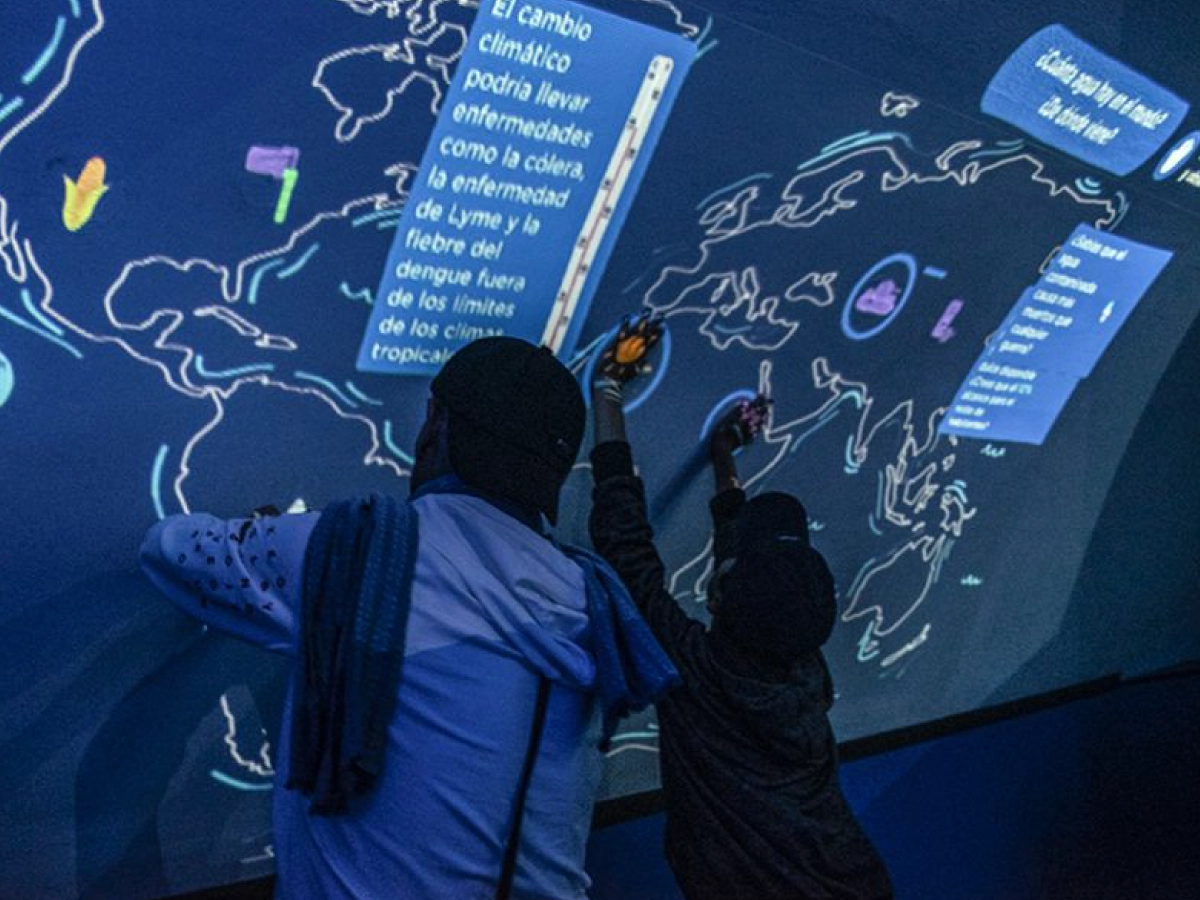 El cambio
climático
podría llevar
enfermedades
como la cólera,
la enfermedad
de Lyme y la
fiebre del
dengue fuera
de los límites
de los climas
tropicales
¿Cuánta agua hay en el mundo?
¿De dónde viene?
¿Sabías que el
agua
contaminada
causa más
muertes que
cualquier
guerra?